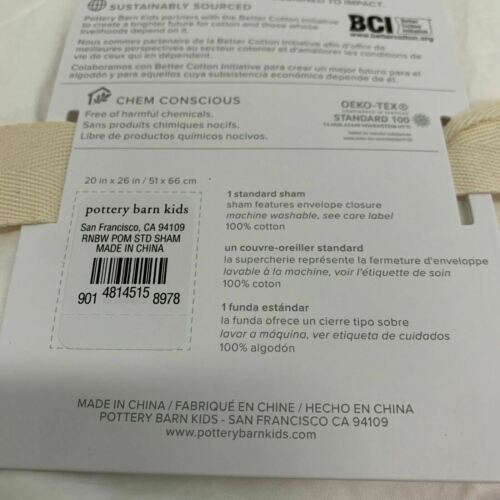 SUSTAINABLY SOURCED
DESIGNED TO IMPACT.
Pottery Barn Kids partners with the Better Cotton Initiative
to create a brighter future for cotton and those whose
livelihoods depend on it.
BCI Better Cotton Initiative
www.bettercotton.org
Nous sommes partenaire du Better Cotton Initiative afin d'offrir de
meilleures perspectives au secteur cotonier et d'améliorer les conditions de
vie de ceux qui en dépendent.
Colaboramos con Better Cotton Initiative para crear un mejor futuro para el
algodón y para aquellos cuya subsistencia económica depende de él.
CHEM CONSCIOUS
Free of harmful chemicals.
Sans produits chimiques nocifs.
Libre de productos químicos nocivos.
OEKO-TEX®
STANDARD 100
20 in x 26 in / 51 x 66 cm
pottery barn kids
San Francisco, CA 94109
RNBW POM STD SHAM
MADE IN CHINA
901 4814515 8978
1 standard sham
sham features envelope closure
machine washable, see care label
100% cotton
un couvre-oreiller standard
la supercherie représente la fermeture d'enveloppe
lavable à la machine, voir l'étiquette de soin
100% coton
1 funda estándar
la funda ofrece un cierre tipo sobre
lavar a máquina, ver etiqueta de cuidados
100% algodón
MADE IN CHINA / FABRIQUÉ EN CHINE / HECHO EN CHINA
POTTERY BARN KIDS - SAN FRANCISCO CA 94109
www.potterybarnkids.com